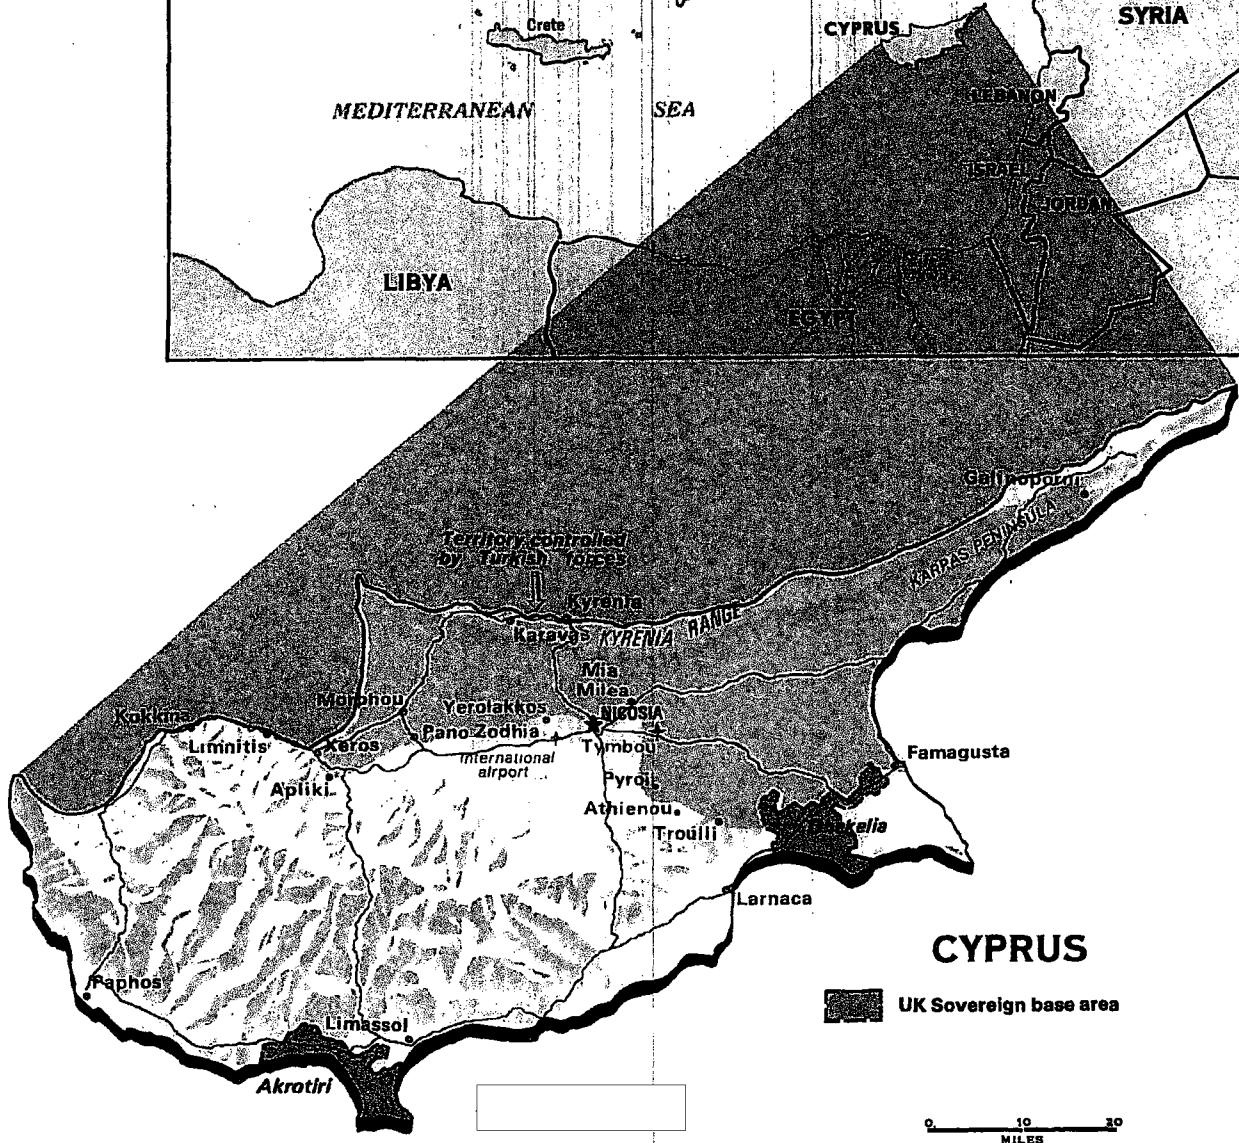 Crete
CYPRUS
SYRIA
MEDITERRANEAN SEA
LEBANON
ISRAEL
JORDAN
LIBYA
EGYPT
Galinoporni
KARPAS PENINSULA
Territory controlled
by Turkish forces
Kyrenia
Karavas
KYRENIA RANGE
Mia
Milea
Morphou
Yerolakkos
NICOSIA
Kokkina
Limnitis
Xeros
Pano Zodhia
Tymbou
International
airport
Famagusta
Apliki
Pyroi
Athienou
Troulli
Dhekelia
Larnaca
CYPRUS
Paphos
UK Sovereign base area
Limassol
Akrotiri
0 10 20
MILES